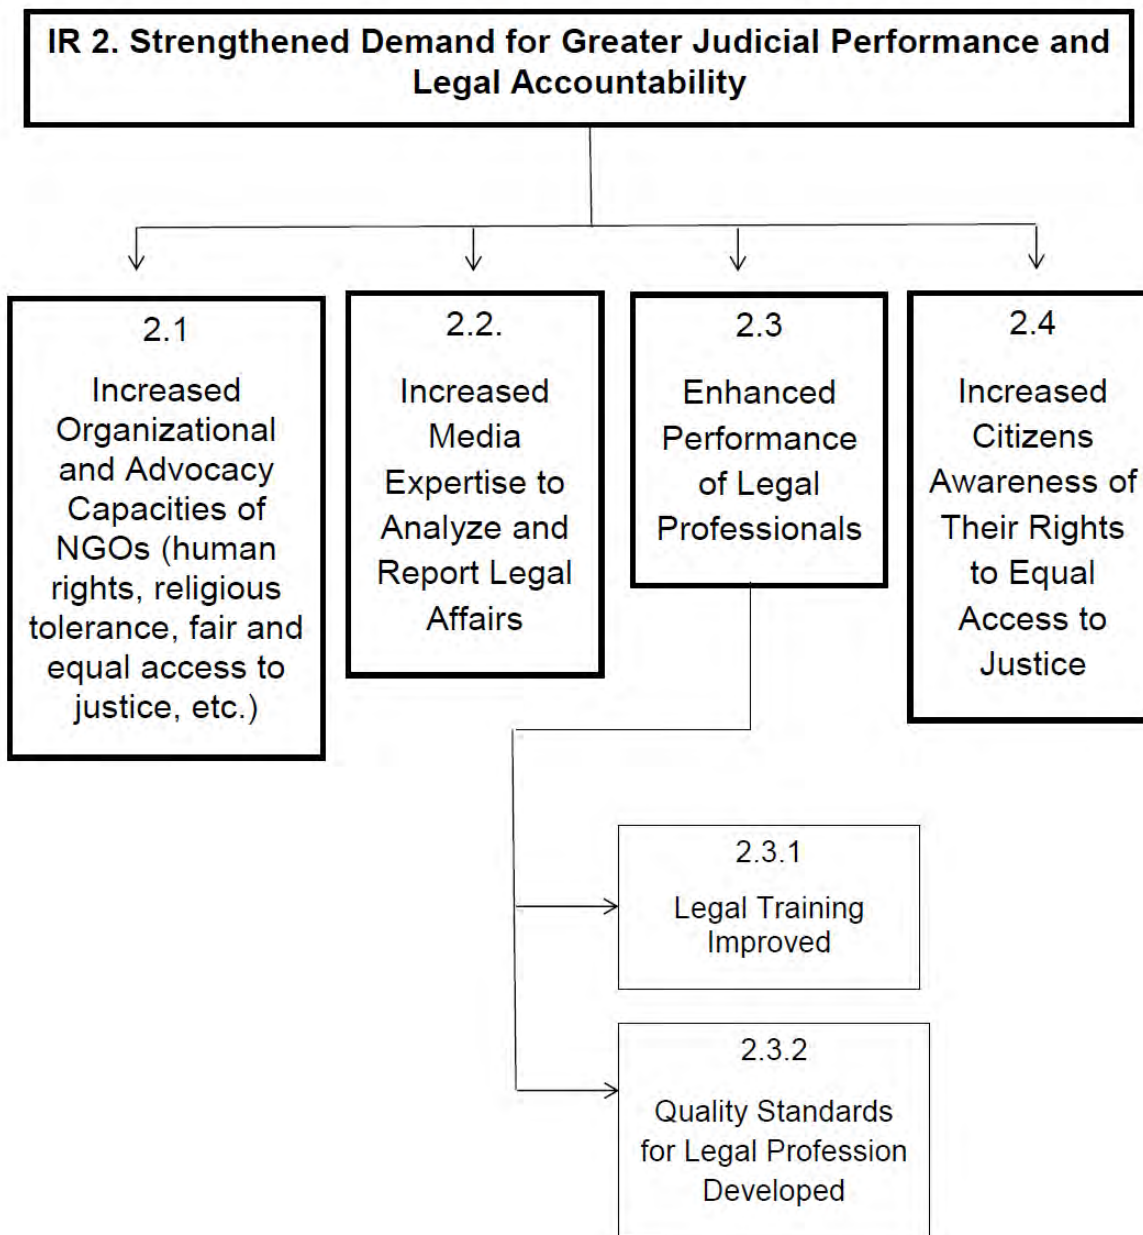 IR 2. Strengthened Demand for Greater Judicial Performance and
Legal Accountability
2.1
Increased
Organizational
and Advocacy
Capacities of
NGOs (human
rights, religious
tolerance, fair and
equal access to
justice, etc.)
2.2.
Increased
Media
Expertise to
Analyze and
Report Legal
Affairs
2.3
Enhanced
Performance
of Legal
Professionals
2.4
Increased
Citizens
Awareness of
Their Rights
to Equal
Access to
Justice
2.3.1
Legal Training
Improved
2.3.2
Quality Standards
for Legal Profession
Developed